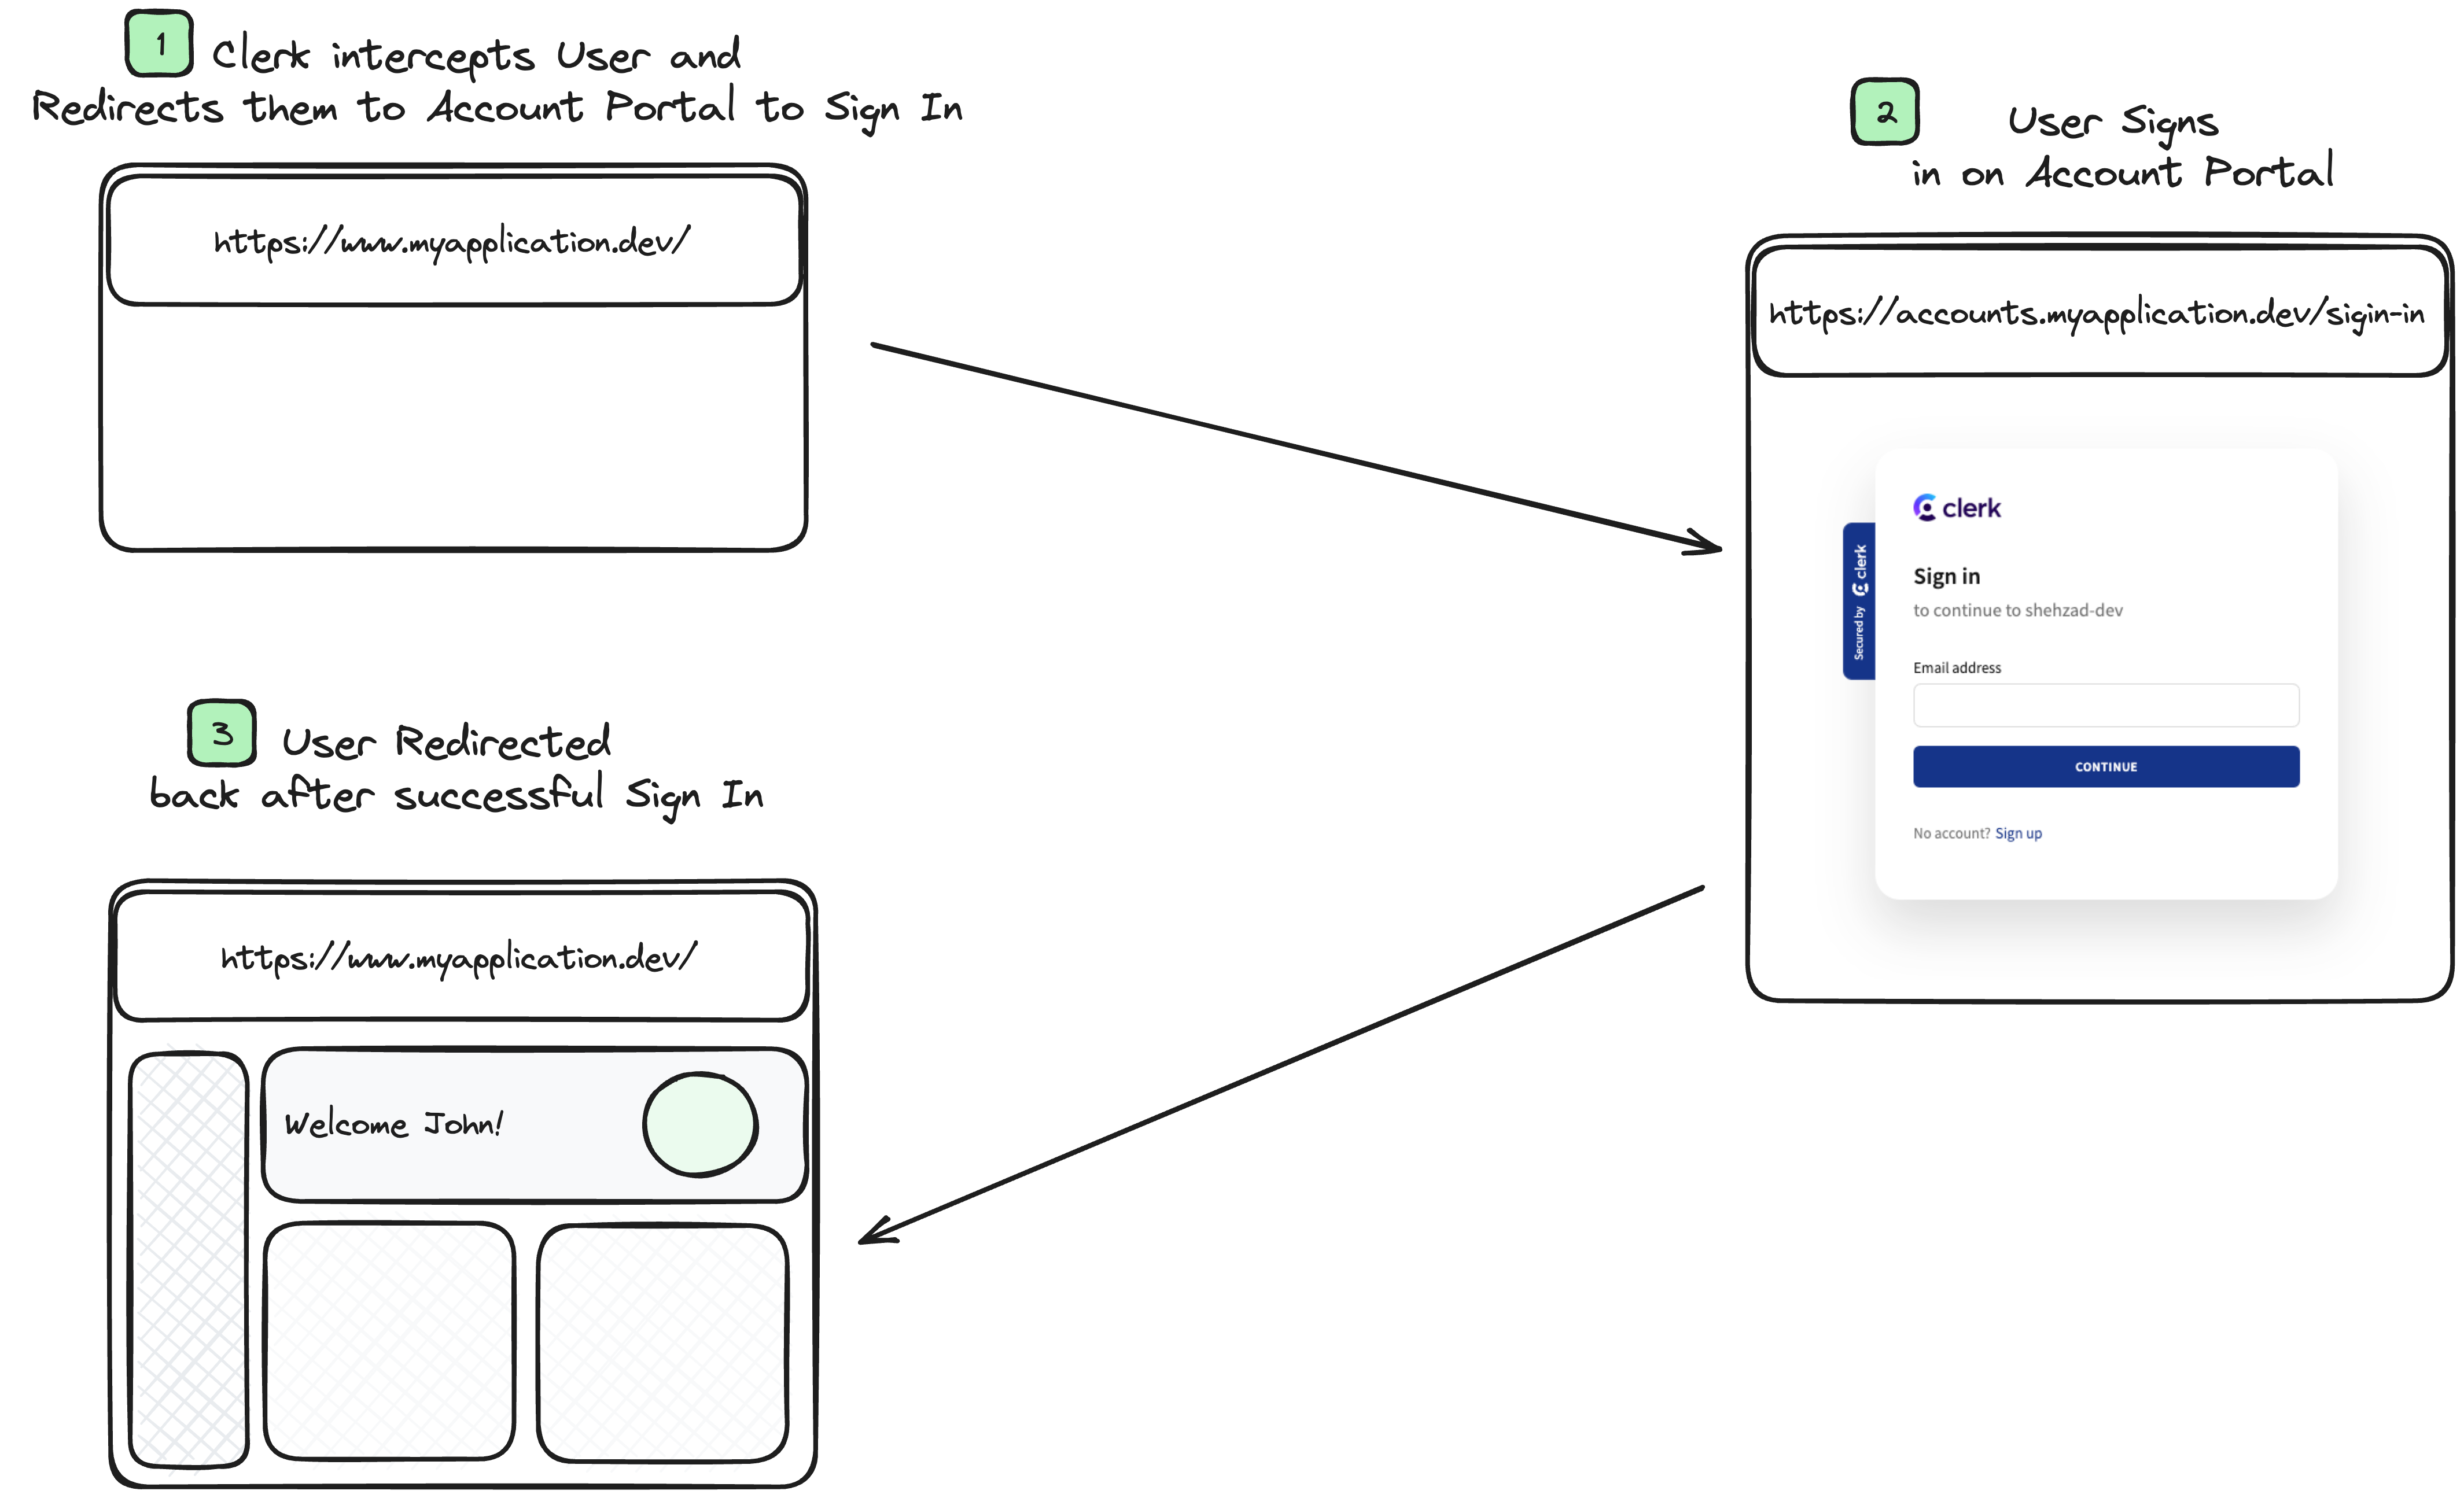 1
Clerk intercepts User and
Redirects them to Account Portal to Sign In
https://www.myapplication.dev/
2
User Signs
in on Account Portal
https://accounts.myapplication.dev/sigin-in
clerk
Secured by clerk
Sign in
to continue to shehzad-dev
Email address
CONTINUE
No account? Sign up
3
User Redirected
back after successful Sign In
https://www.myapplication.dev/
Welcome John!